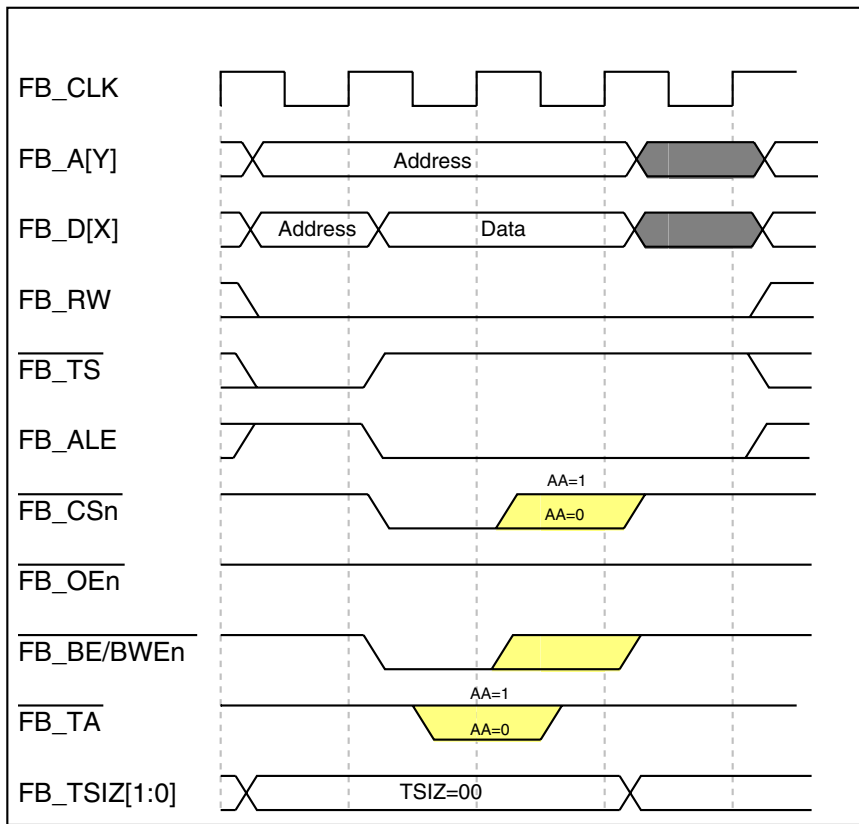 FB_CLK
FB_A[Y]
Address
FB_D[X]
Address
Data
FB_RW
FB_TS
FB_ALE
AA=1
FB_CSn
AA=0
FB_OEn
FB_BE/BWEn
AA=1
FB_TA
AA=0
FB_TSIZ[1:0]
TSIZ=00